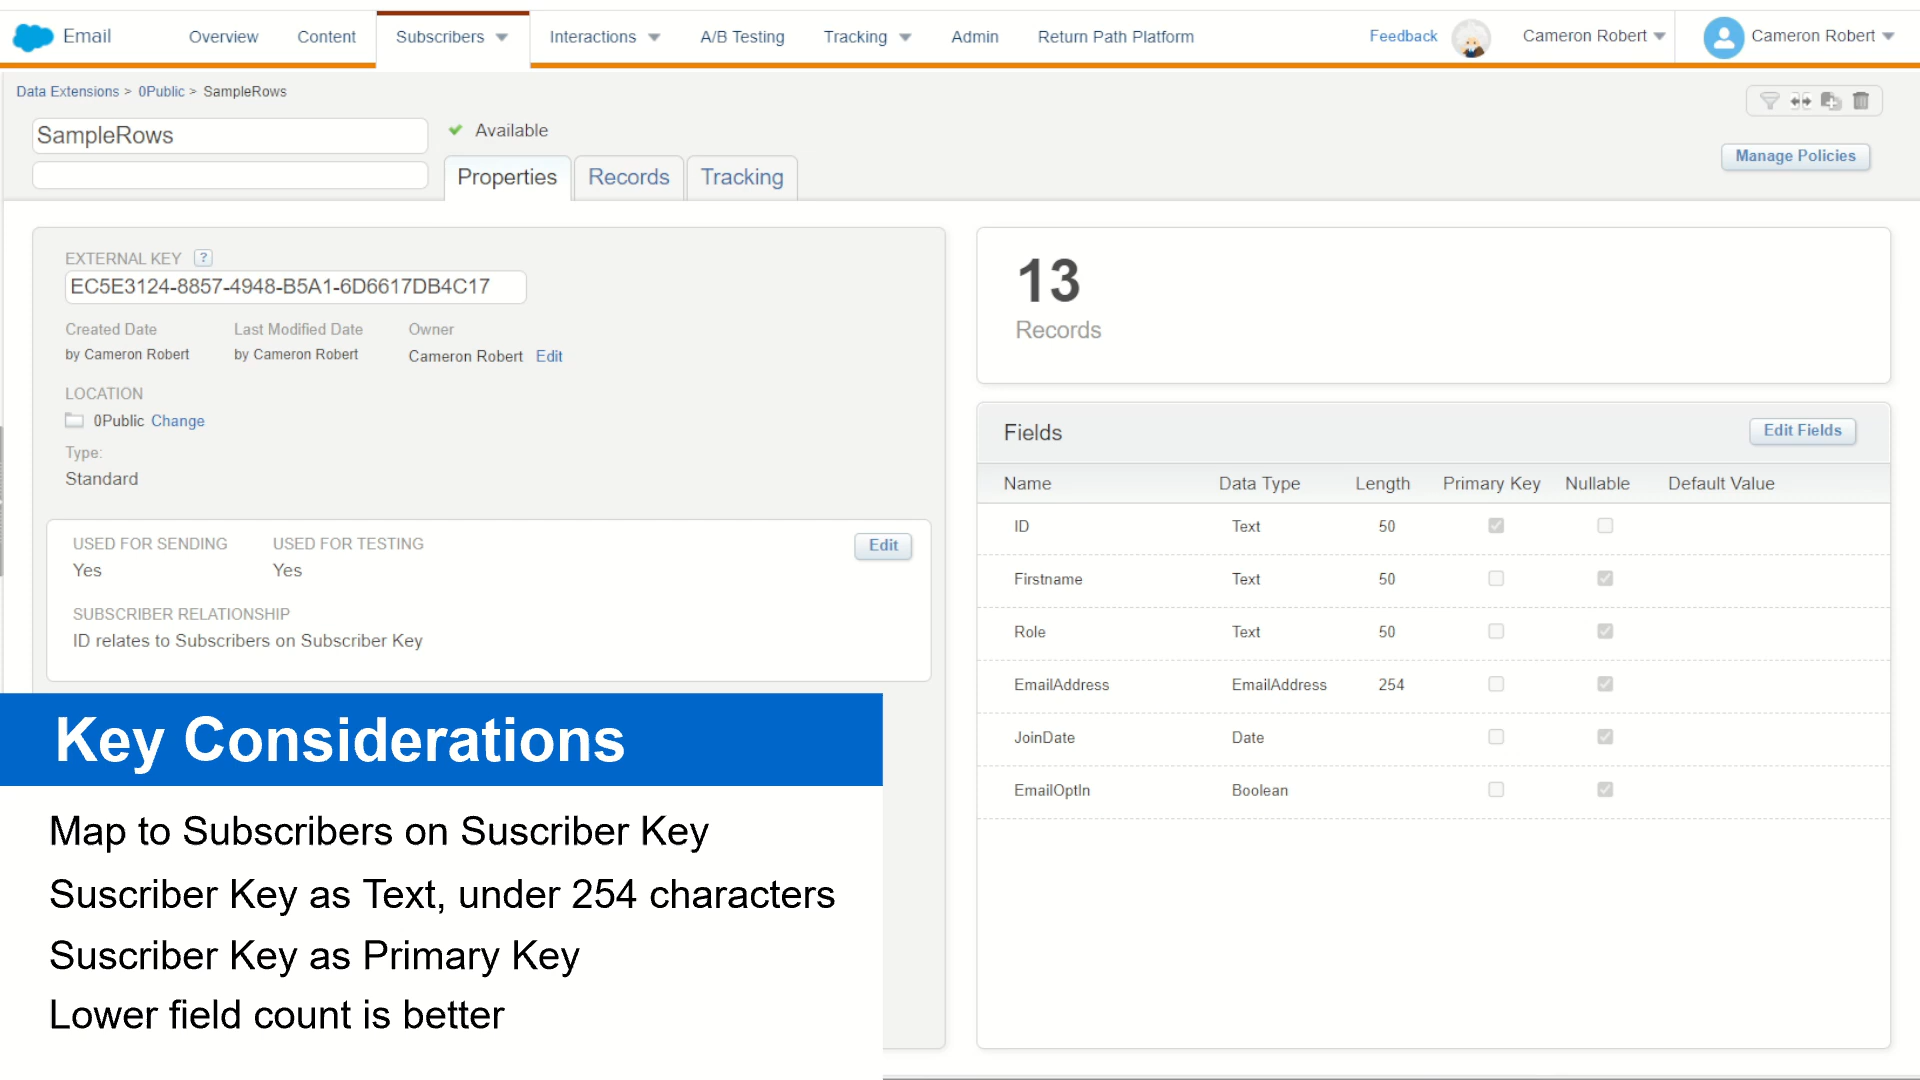 Email Overview Content Subscribers Interactions A/B Testing Tracking Admin Return Path Platform Feedback Cameron Robert Cameron Robert
Data Extensions > 0Public > SampleRows
SampleRows
Available
Properties Records Tracking
Manage Policies
EXTERNAL KEY ?
EC5E3124-8857-4948-B5A1-6D6617DB4C17
Created Date Last Modified Date Owner
by Cameron Robert by Cameron Robert Cameron Robert Edit
LOCATION
0Public Change
Type:
Standard
USED FOR SENDING USED FOR TESTING Edit
Yes Yes
SUBSCRIBER RELATIONSHIP
ID relates to Subscribers on Subscriber Key
13
Records
Fields Edit Fields
Name Data Type Length Primary Key Nullable Default Value
ID Text 50
Firstname Text 50
Role Text 50
EmailAddress EmailAddress 254
JoinDate Date
EmailOptIn Boolean
Key Considerations
Map to Subscribers on Suscriber Key
Suscriber Key as Text, under 254 characters
Suscriber Key as Primary Key
Lower field count is better